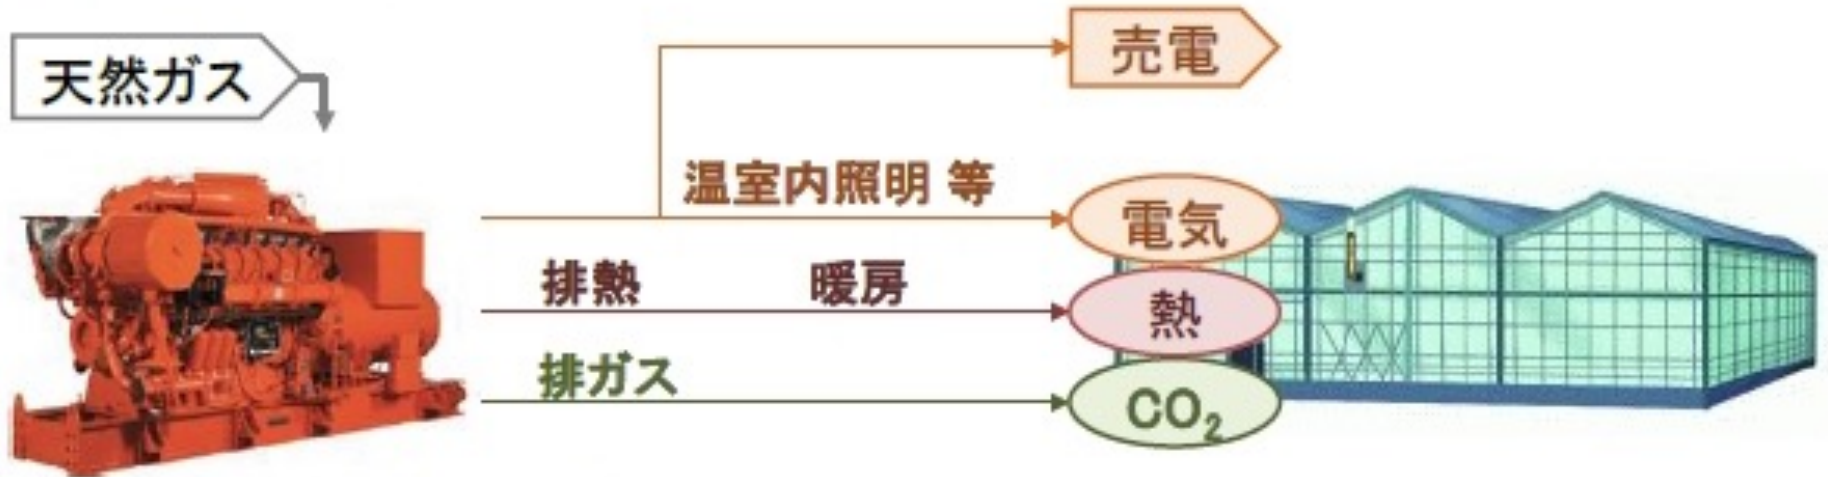 売電
天然ガス
温室内照明 等
電気
排熱 暖房
熱
排ガス
CO₂